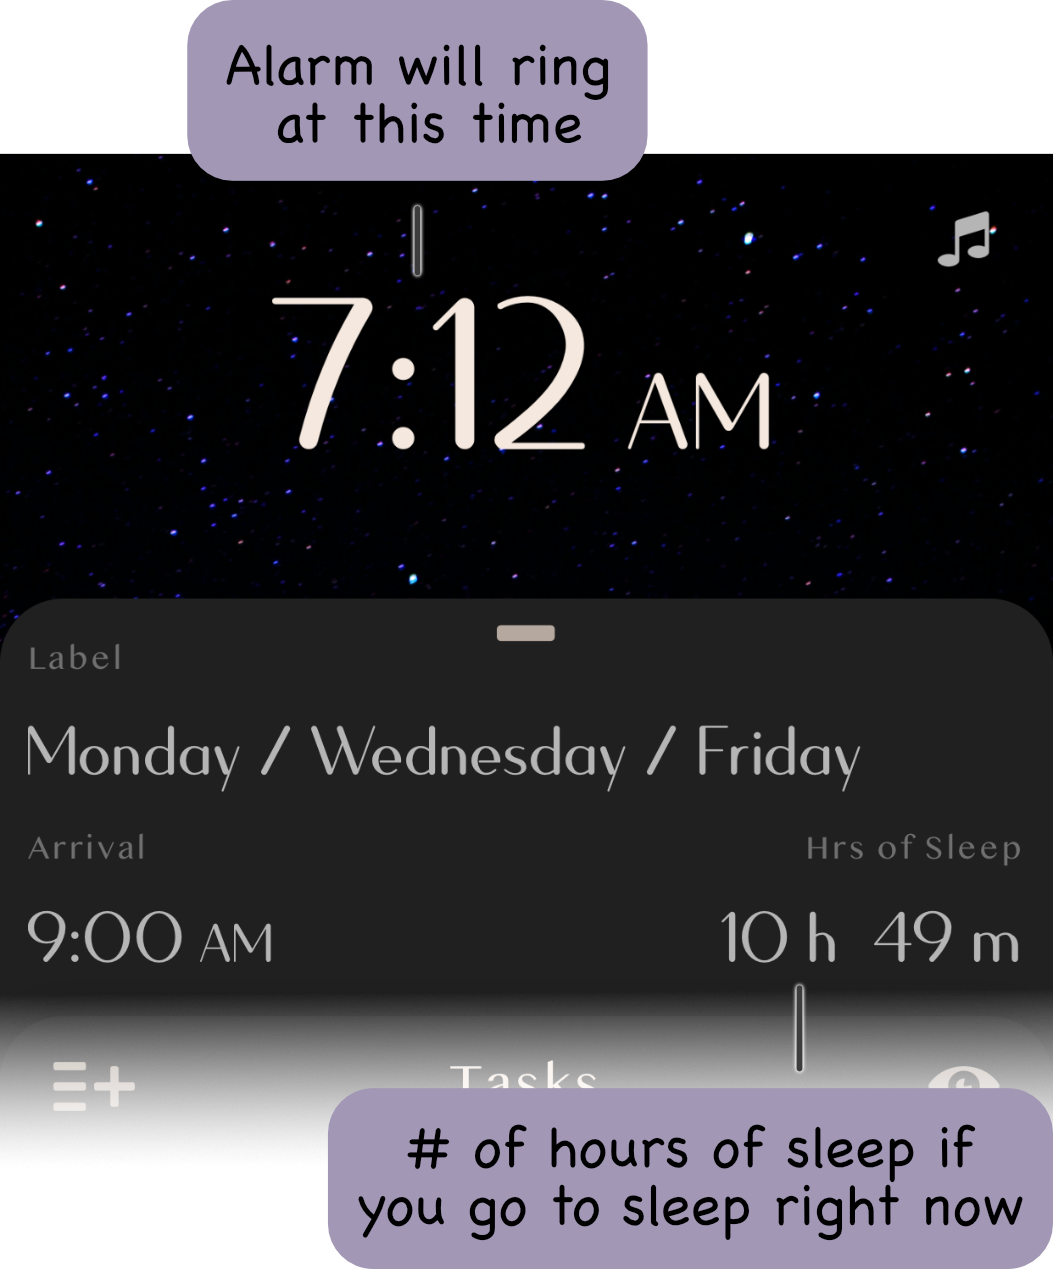 Alarm will ring
at this time
7:12 AM
Label
Monday / Wednesday / Friday
Arrival
Hrs of Sleep
9:00 AM
10 h 49 m
Tasks
# of hours of sleep if
you go to sleep right now